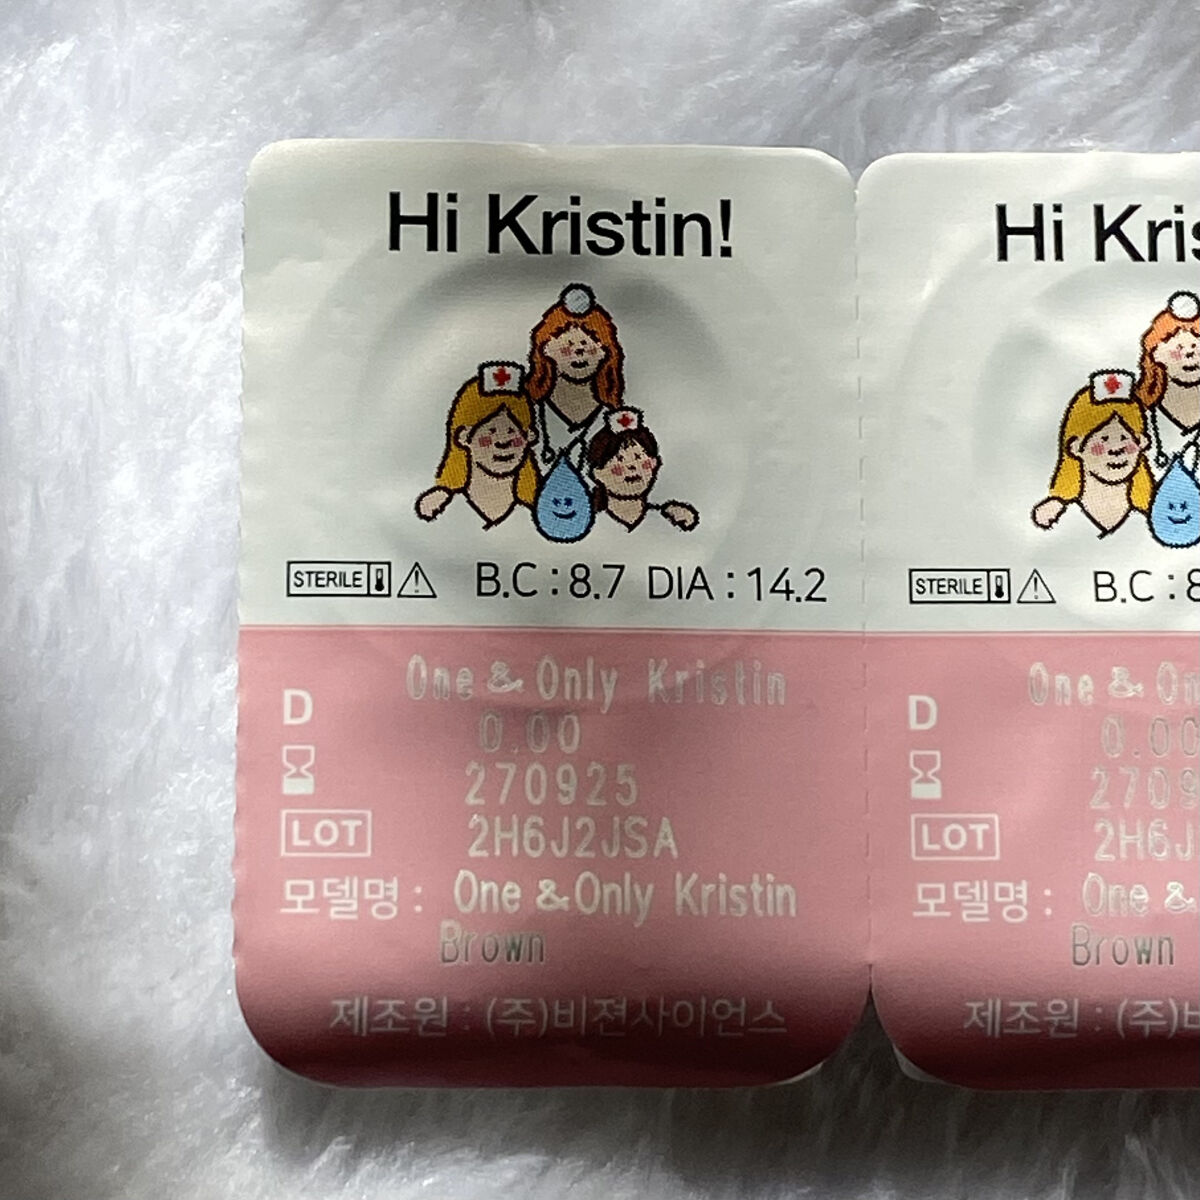 Hi Kristin!
STERILE B.C : 8.7 DIA : 14.2
One & Only Kristin
D 0.00
270925
LOT 2H6J2JSA
모델명 : One & Only Kristin
Brown
제조원 : (주)비젼사이언스
Hi Kris
STERILE B.C : 8
One & On
D 0.00
2709
LOT 2H6J
모델명 : One &
Brown
제조원 : (주)비